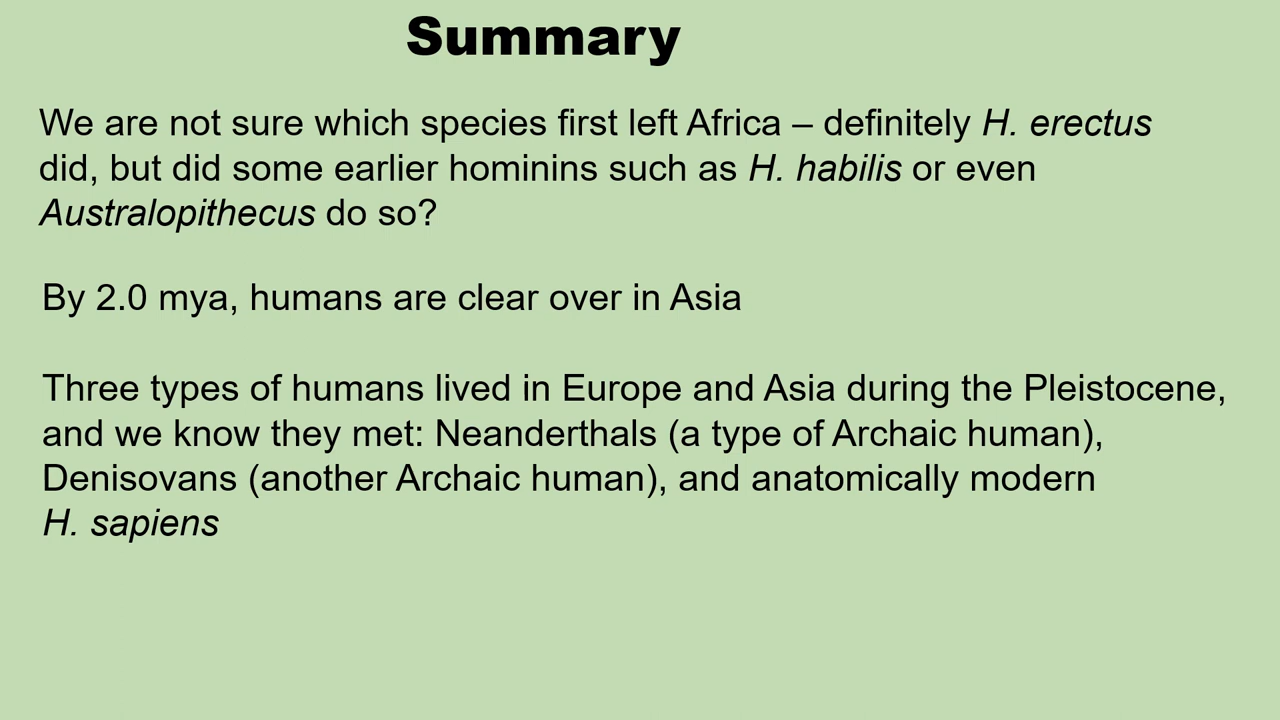 Summary
We are not sure which species first left Africa – definitely H. erectus
did, but did some earlier hominins such as H. habilis or even
Australopithecus do so?
By 2.0 mya, humans are clear over in Asia
Three types of humans lived in Europe and Asia during the Pleistocene,
and we know they met: Neanderthals (a type of Archaic human),
Denisovans (another Archaic human), and anatomically modern
H. sapiens